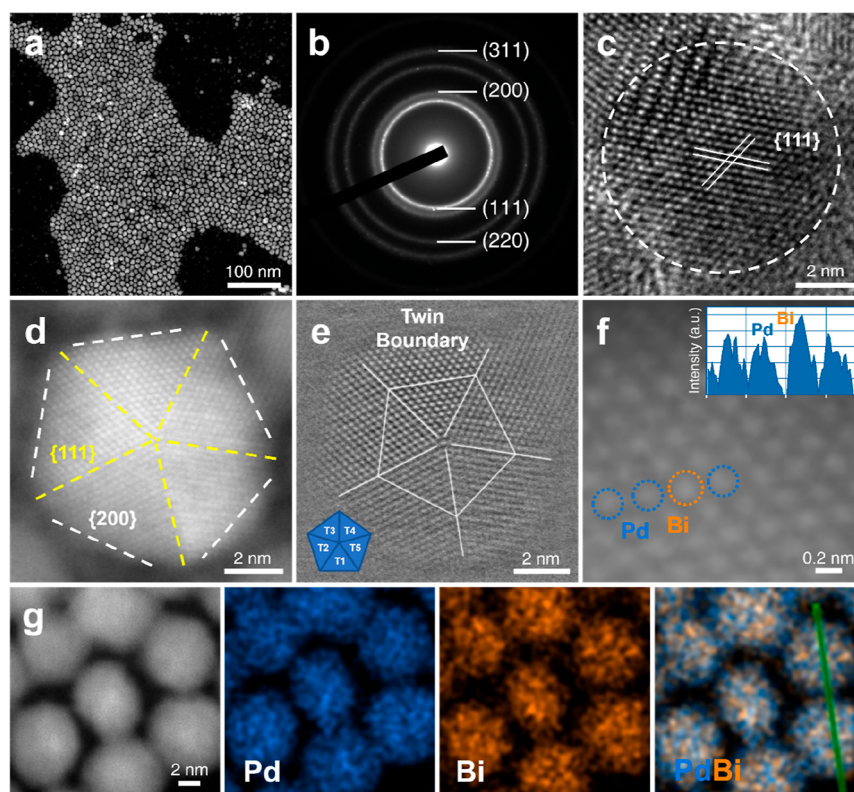 a
100 nm
b
(311)
(200)
(111)
(220)
c
{111}
2 nm
d
{111}
{200}
2 nm
e
Twin
Boundary
T3 T4
T2 T5
T1
2 nm
f
Intensity (a.u.)
Pd
Bi
Pd
Bi
0.2 nm
g
2 nm
Pd
Bi
PdBi